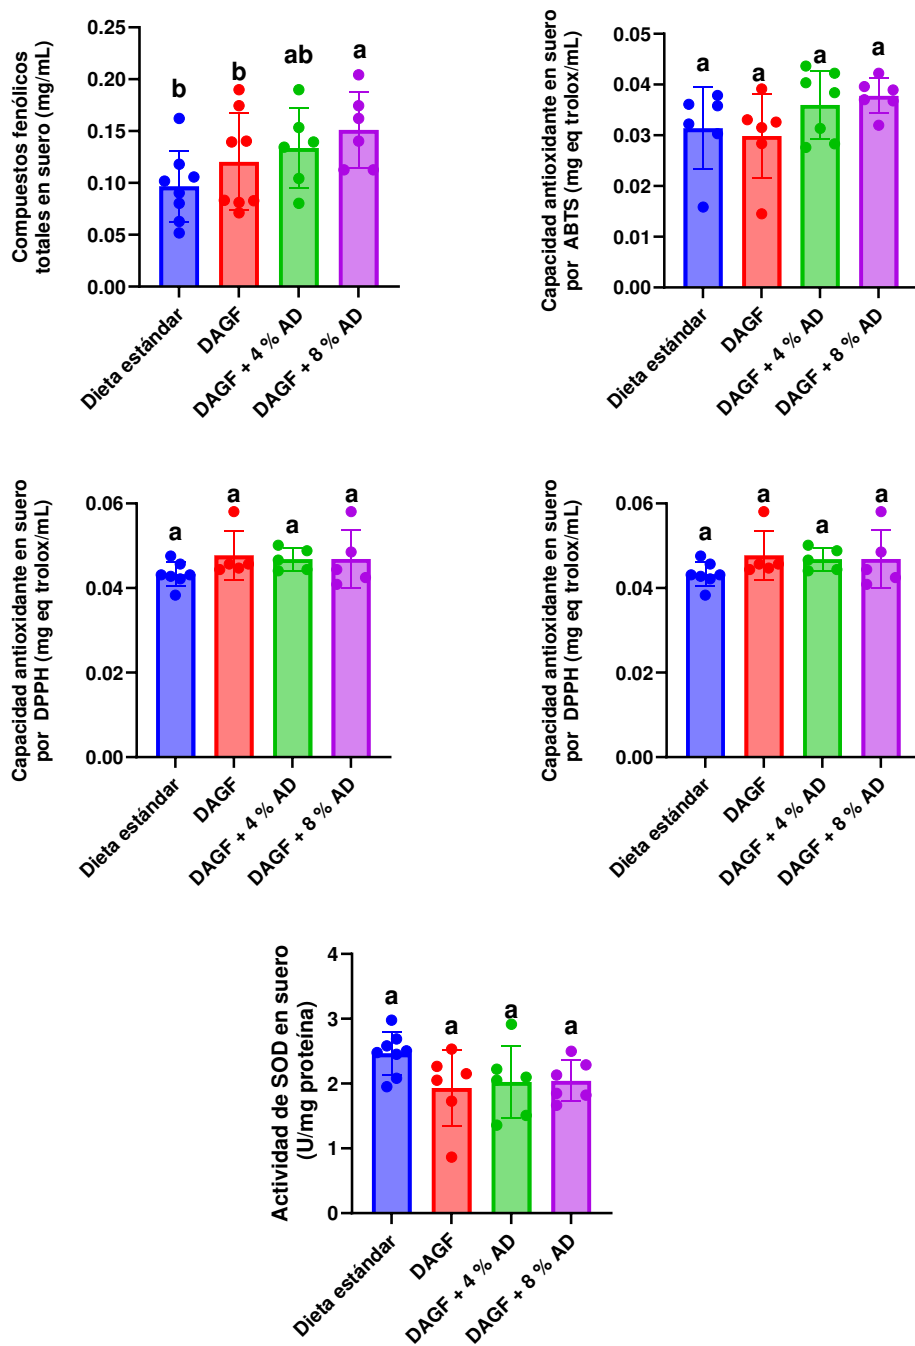 Compuestos fenólicos
totales en suero (mg/mL)
0.25
0.20
0.15
0.10
0.05
0.00
b
b
ab
a
Dieta estándar
DAGF
DAGF + 4 % AD
DAGF + 8 % AD
Capacidad antioxidante en suero
por ABTS (mg eq trolox/mL)
0.05
0.04
0.03
0.02
0.01
0.00
a
a
a
a
Dieta estándar
DAGF
DAGF + 4 % AD
DAGF + 8 % AD
Capacidad antioxidante en suero
por DPPH (mg eq trolox/mL)
0.06
0.04
0.02
0.00
a
a
a
a
Dieta estándar
DAGF
DAGF + 4 % AD
DAGF + 8 % AD
Capacidad antioxidante en suero
por DPPH (mg eq trolox/mL)
0.06
0.04
0.02
0.00
a
a
a
a
Dieta estándar
DAGF
DAGF + 4 % AD
DAGF + 8 % AD
Actividad de SOD en suero
(U/mg proteína)
4
3
2
1
0
a
a
a
a
Dieta estándar
DAGF
DAGF + 4 % AD
DAGF + 8 % AD